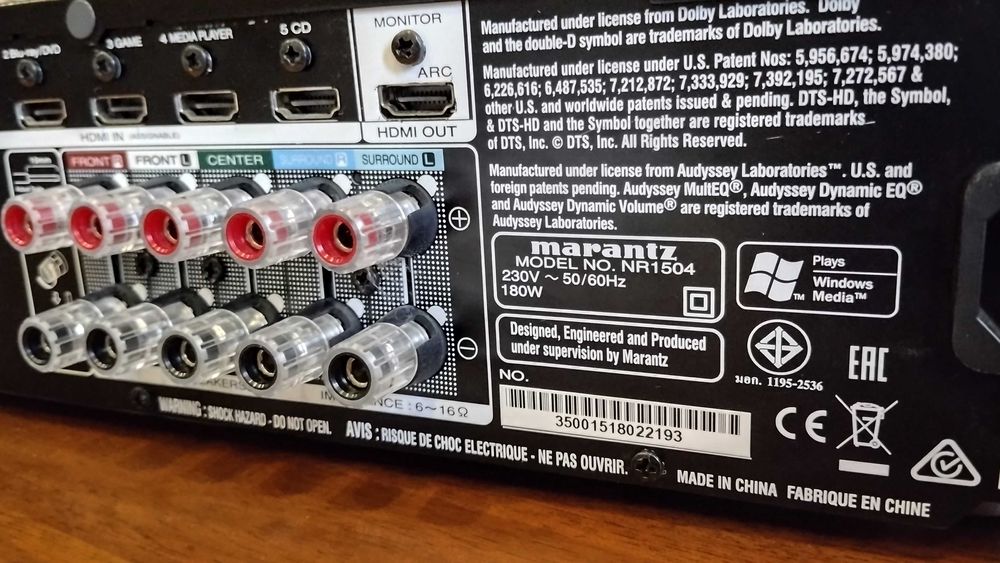 2 Blu-ray/DVD
3 GAME
4 MEDIA PLAYER
5 CD
MONITOR
ARC
HDMI IN (ASSIGNABLE)
HDMI OUT
FRONT R
FRONT L
CENTER
SURROUND R
SURROUND L
+
−
IMPEDANCE : 6～16Ω
WARNING : SHOCK HAZARD - DO NOT OPEN.
AVIS : RISQUE DE CHOC ELECTRIQUE - NE PAS OUVRIR.
Manufactured under license from Dolby Laboratories. Dolby
and the double-D symbol are trademarks of Dolby Laboratories.
Manufactured under license under U.S. Patent Nos: 5,956,674; 5,974,380;
6,226,616; 6,487,535; 7,212,872; 7,333,929; 7,392,195; 7,272,567 &
other U.S. and worldwide patents issued & pending. DTS-HD, the Symbol,
& DTS-HD and the Symbol together are registered trademarks
of DTS, Inc. © DTS, Inc. All Rights Reserved.
Manufactured under license from Audyssey Laboratories™. U.S. and
foreign patents pending. Audyssey MultEQ®, Audyssey Dynamic EQ®
and Audyssey Dynamic Volume® are registered trademarks of
Audyssey Laboratories.
marantz
MODEL NO. NR1504
230V ～ 50/60Hz
180W
Plays
Windows
Media™
TM
Designed, Engineered and Produced
under supervision by Marantz
มอก. 1195-2536
EAC
NO.
35001518022193
CE
MADE IN CHINA FABRIQUE EN CHINE